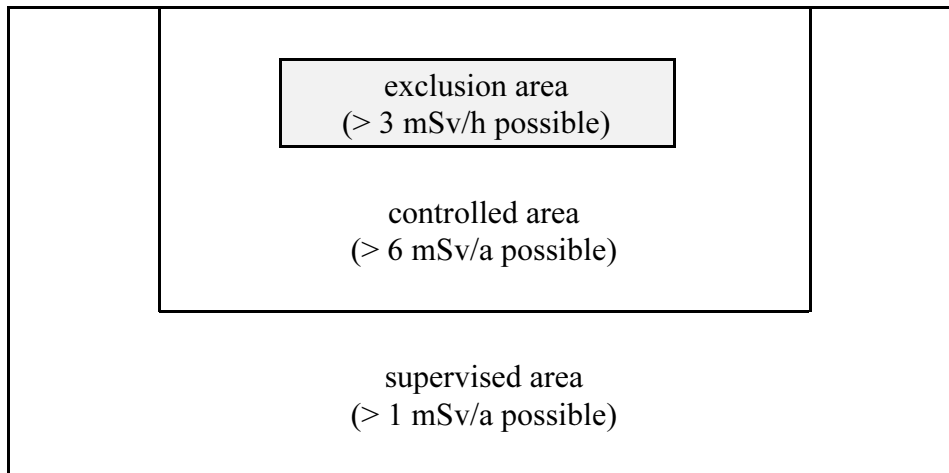 exclusion area
(> 3 mSv/h possible)
controlled area
(> 6 mSv/a possible)
supervised area
(> 1 mSv/a possible)